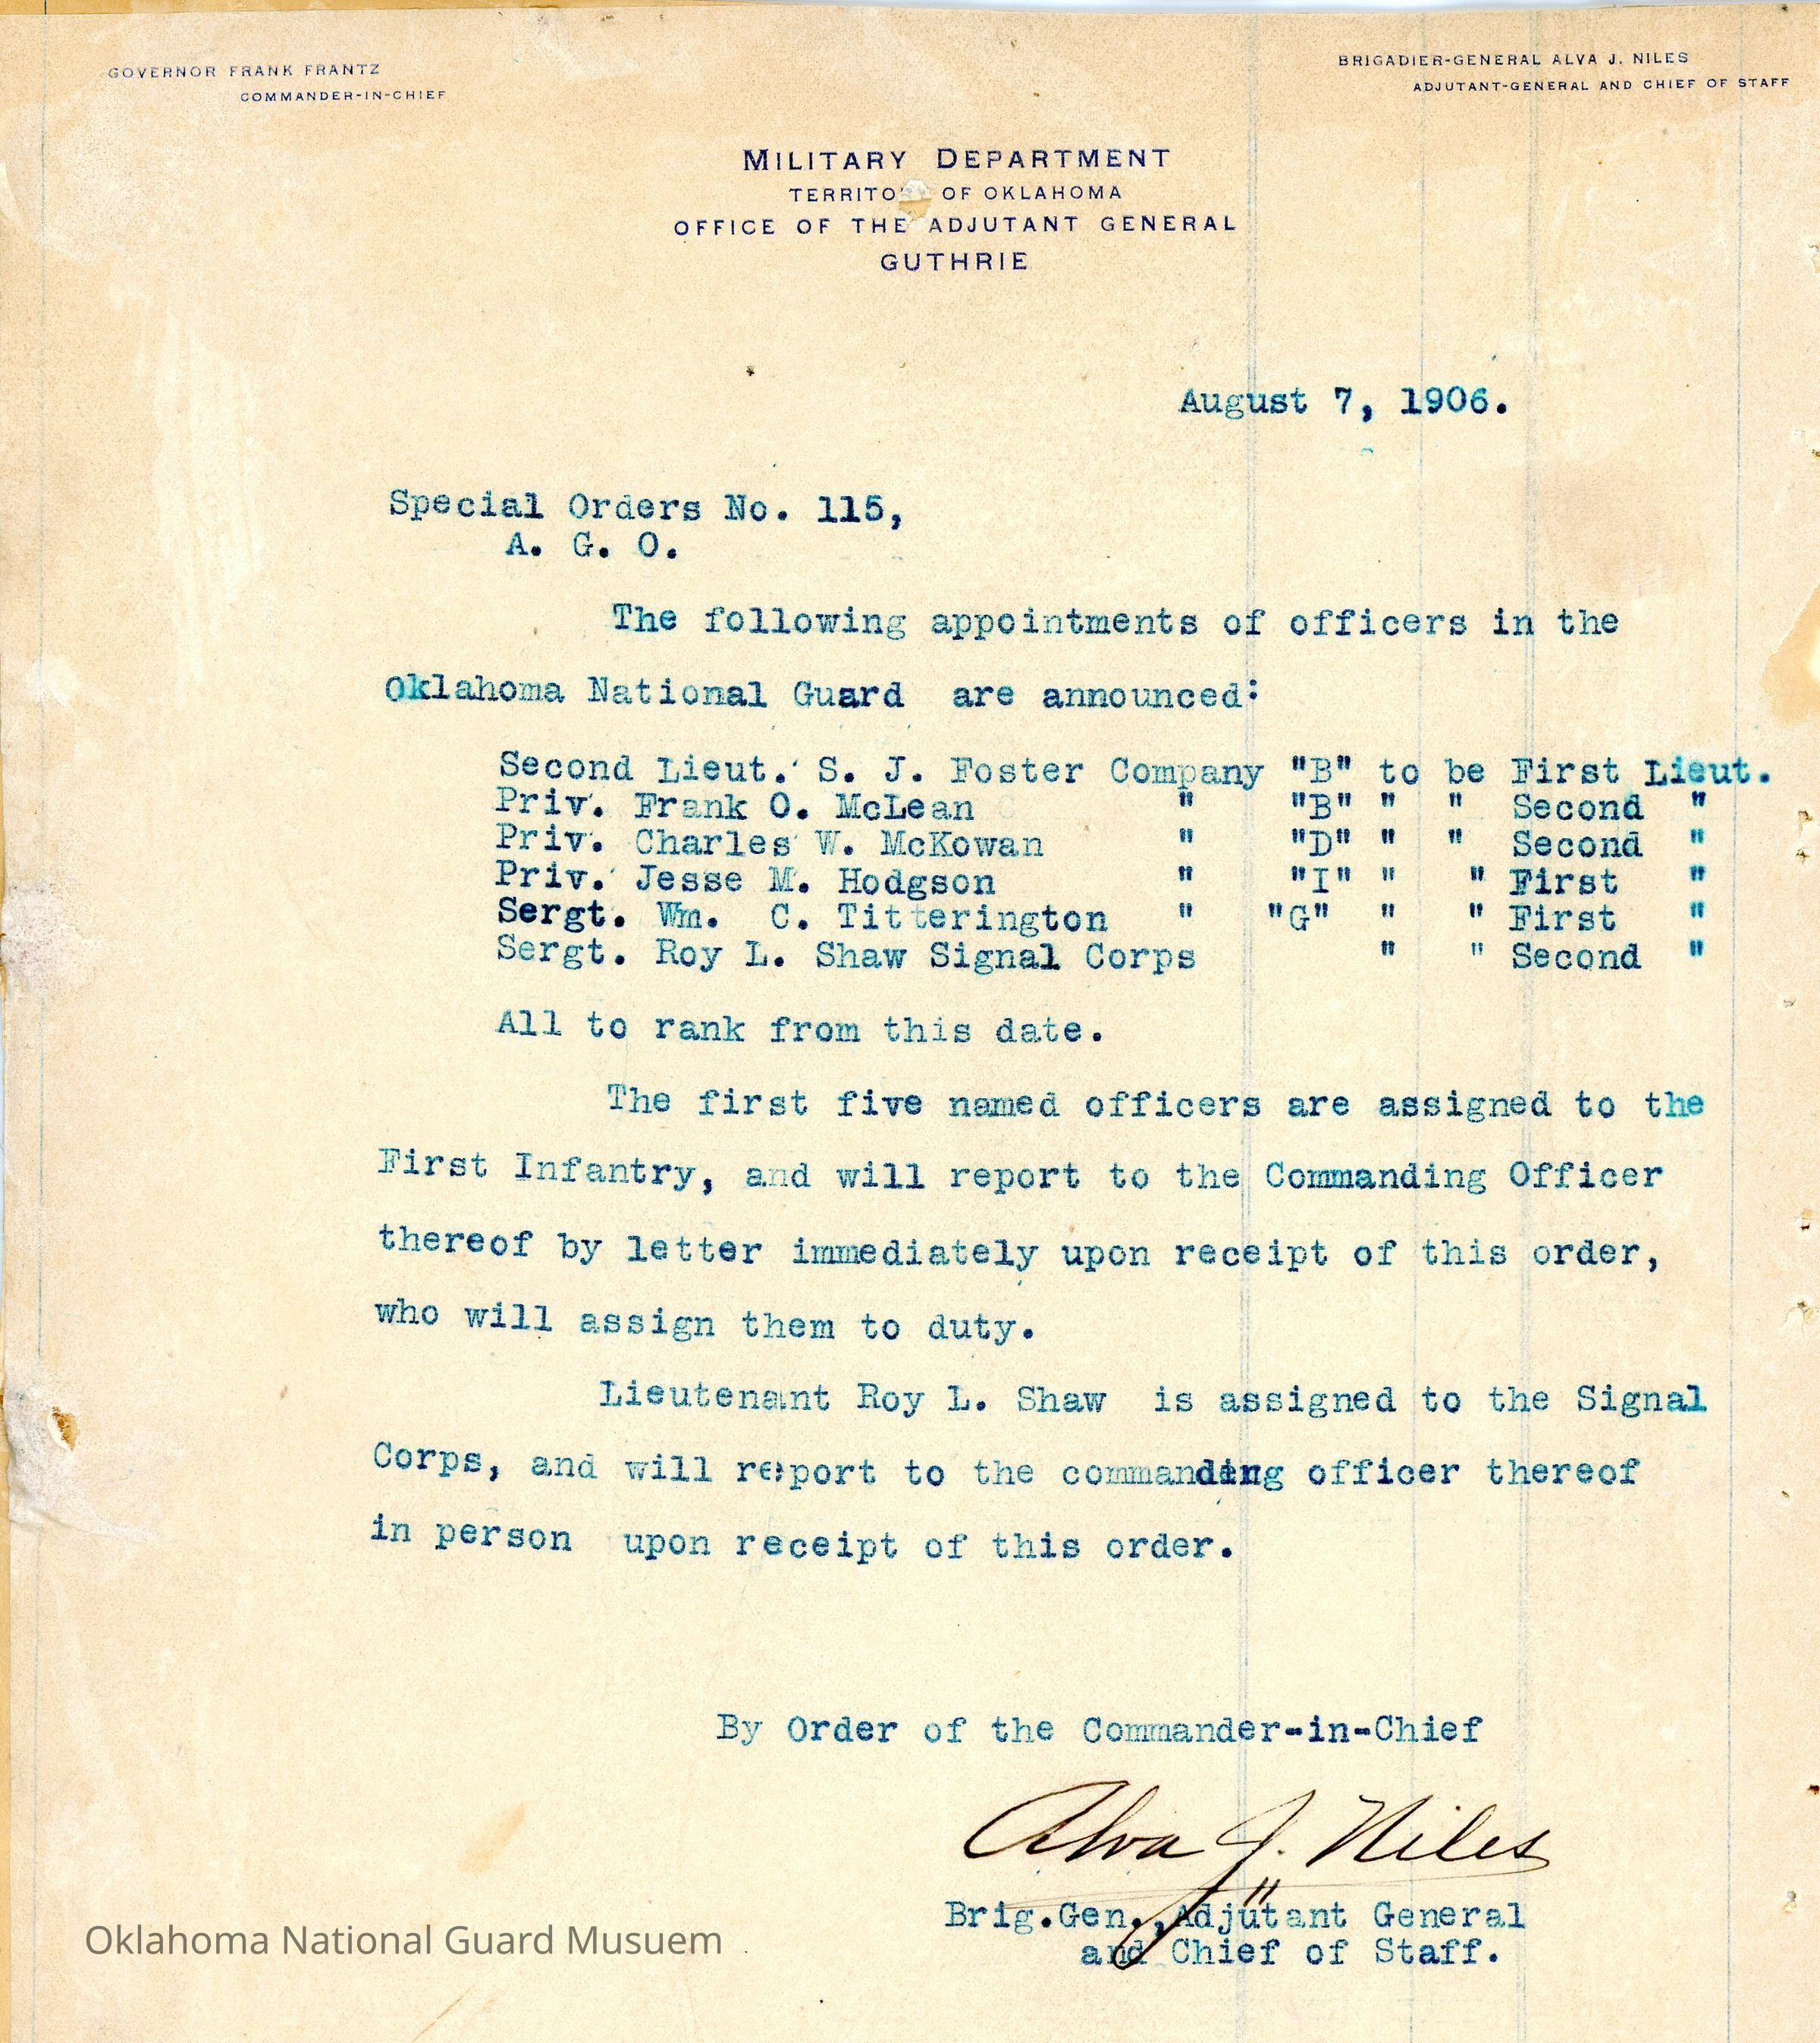 GOVERNOR FRANK FRANTZ
COMMANDER-IN-CHIEF
BRIGADIER-GENERAL ALVA J. NILES
ADJUTANT-GENERAL AND CHIEF OF STAFF
MILITARY DEPARTMENT
TERRITO OF OKLAHOMA
OFFICE OF THE ADJUTANT GENERAL
GUTHRIE
August 7, 1906.
Special Orders No. 115,
A. G. O.
The following appointments of officers in the
Oklahoma National Guard are announced:
Second Lieut. S. J. Foster Company "B" to be First Lieut.
Priv. Frank O. McLean " "B" " " Second "
Priv. Charles W. McKowan " "D" " " Second "
Priv. Jesse M. Hodgson " "I" " " First "
Sergt. Wm. C. Titterington " "G" " " First "
Sergt. Roy L. Shaw Signal Corps " " Second "
All to rank from this date.
The first five named officers are assigned to the
First Infantry, and will report to the Commanding Officer
thereof by letter immediately upon receipt of this order,
who will assign them to duty.
Lieutenant Roy L. Shaw is assigned to the Signal
Corps, and will report to the commanding officer thereof
in person upon receipt of this order.
By Order of the Commander-in-Chief
Alva J. Niles
Brig.Gen.,Adjutant General
and Chief of Staff.
Oklahoma National Guard Musuem